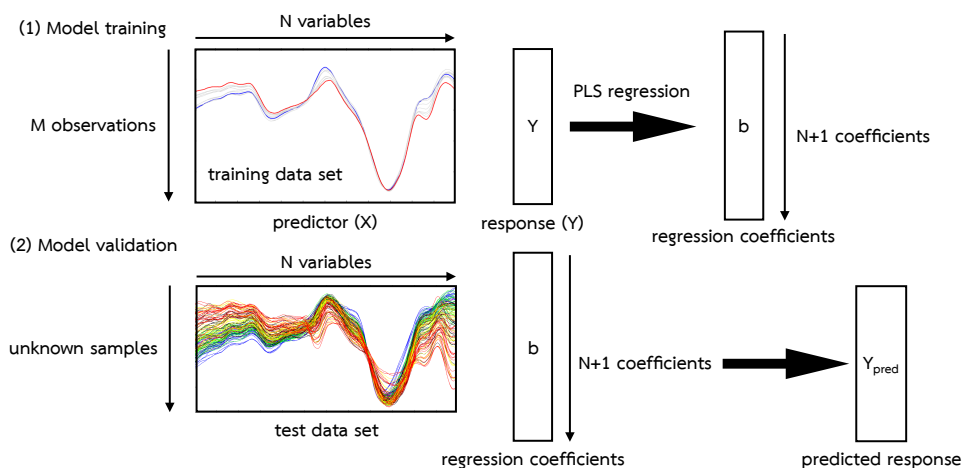 (1) Model training
N variables
M observations
training data set
predictor (X)
Y
response (Y)
PLS regression
b
N+1 coefficients
regression coefficients
(2) Model validation
N variables
unknown samples
test data set
b
N+1 coefficients
regression coefficients
Ypred
predicted response